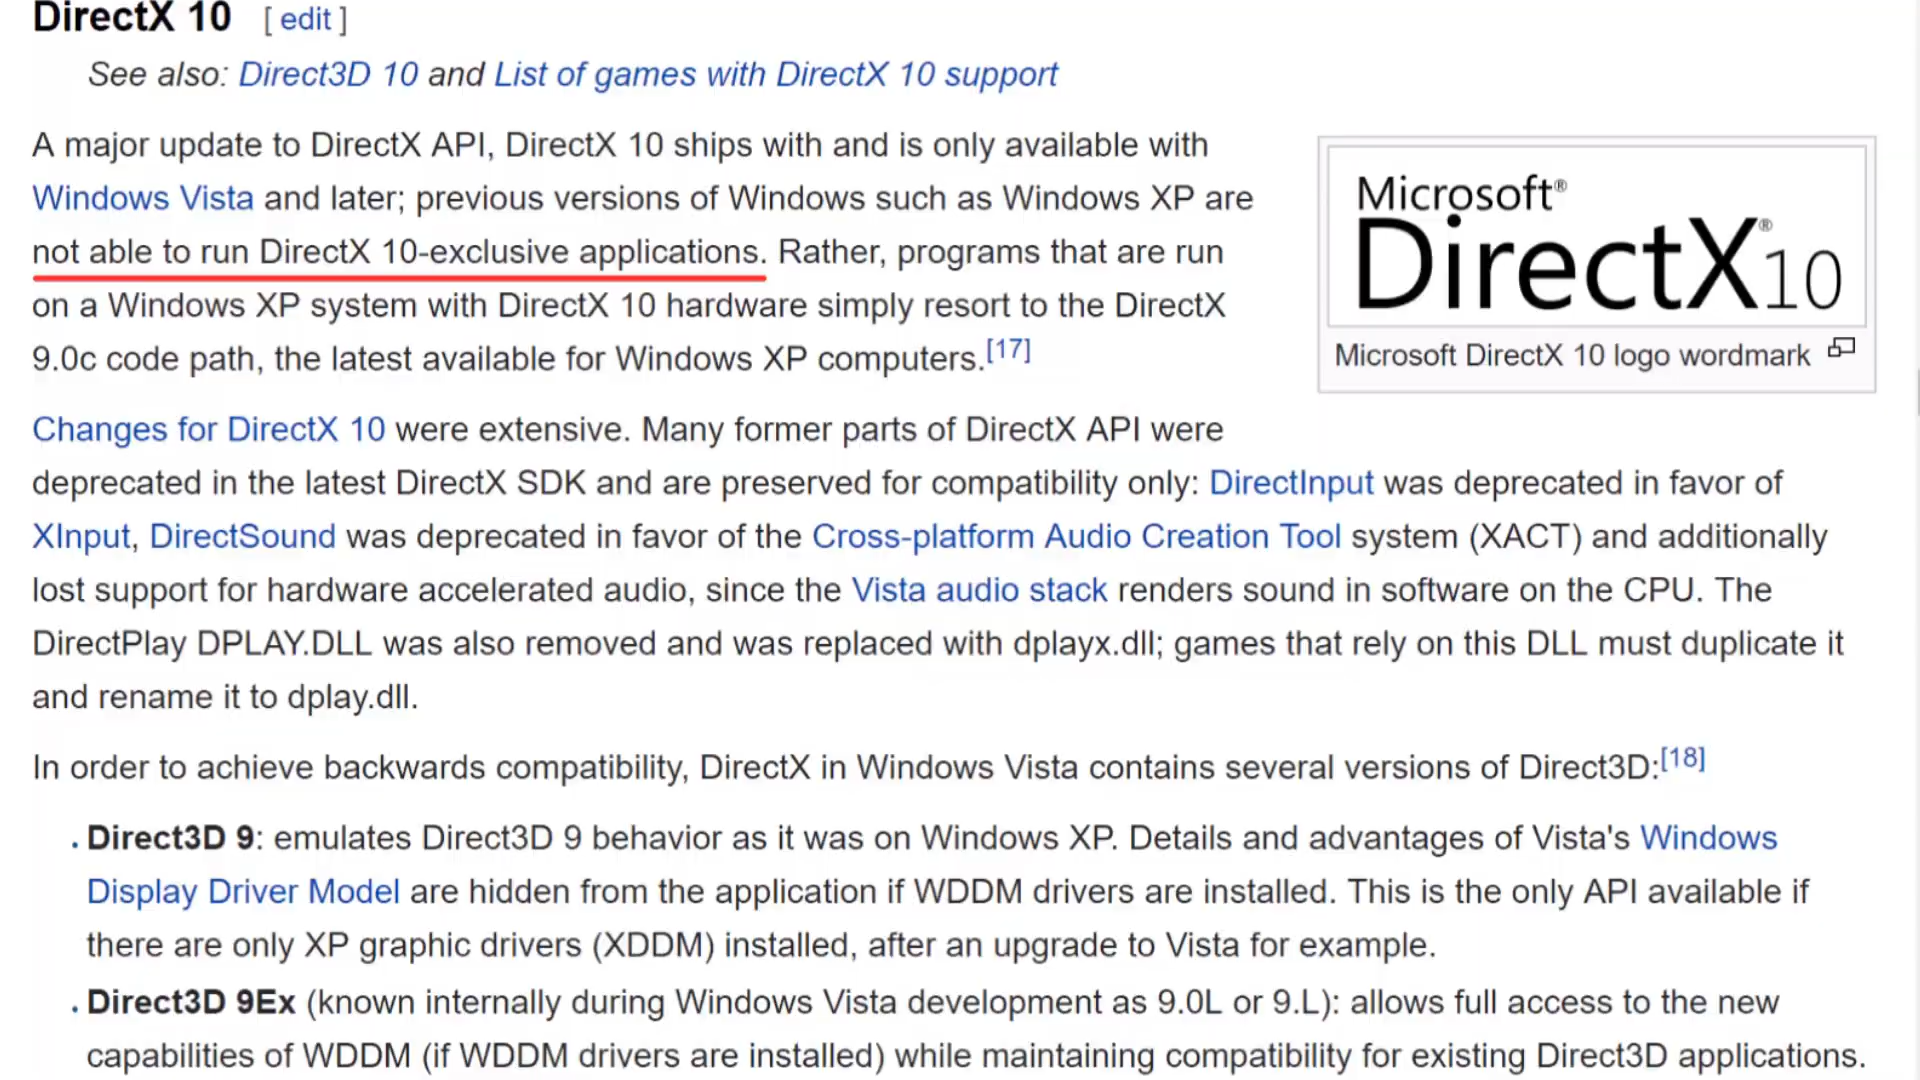 DirectX 10 [ edit ]
See also: Direct3D 10 and List of games with DirectX 10 support
A major update to DirectX API, DirectX 10 ships with and is only available with
Windows Vista and later; previous versions of Windows such as Windows XP are
not able to run DirectX 10-exclusive applications. Rather, programs that are run
on a Windows XP system with DirectX 10 hardware simply resort to the DirectX
9.0c code path, the latest available for Windows XP computers.[17]
Microsoft®
DirectX®10
Microsoft DirectX 10 logo wordmark
Changes for DirectX 10 were extensive. Many former parts of DirectX API were
deprecated in the latest DirectX SDK and are preserved for compatibility only: DirectInput was deprecated in favor of
XInput, DirectSound was deprecated in favor of the Cross-platform Audio Creation Tool system (XACT) and additionally
lost support for hardware accelerated audio, since the Vista audio stack renders sound in software on the CPU. The
DirectPlay DPLAY.DLL was also removed and was replaced with dplayx.dll; games that rely on this DLL must duplicate it
and rename it to dplay.dll.
In order to achieve backwards compatibility, DirectX in Windows Vista contains several versions of Direct3D:[18]
• Direct3D 9: emulates Direct3D 9 behavior as it was on Windows XP. Details and advantages of Vista's Windows
Display Driver Model are hidden from the application if WDDM drivers are installed. This is the only API available if
there are only XP graphic drivers (XDDM) installed, after an upgrade to Vista for example.
• Direct3D 9Ex (known internally during Windows Vista development as 9.0L or 9.L): allows full access to the new
capabilities of WDDM (if WDDM drivers are installed) while maintaining compatibility for existing Direct3D applications.